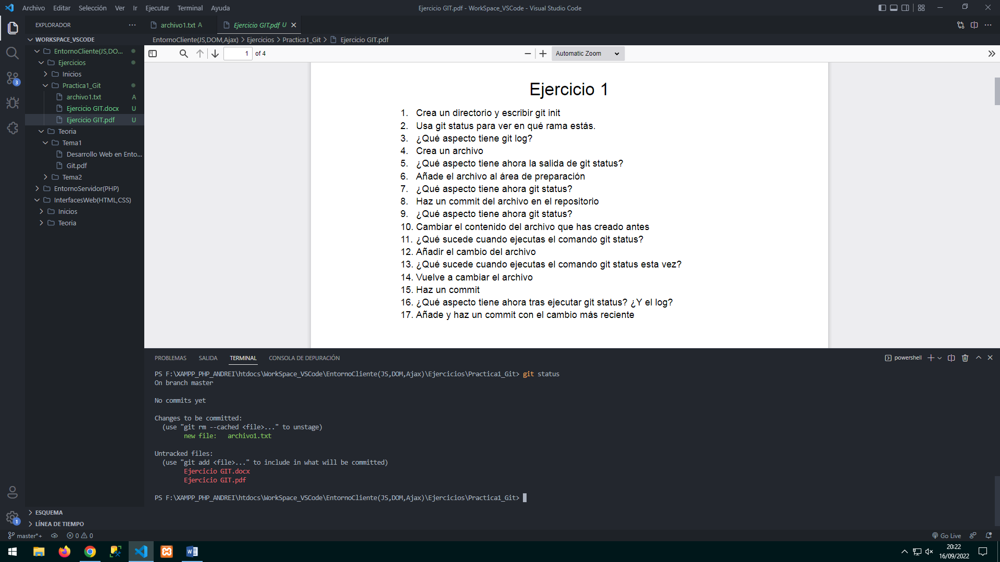 Archivo Editar Selección Ver Ir Ejecutar Terminal Ayuda
Ejercicio GIT.pdf - WorkSpace_VSCode - Visual Studio Code
EXPLORADOR
archivo1.txt A
Ejercicio GIT.pdf U
WORKSPACE_VSCODE
EntornoCliente(JS,DOM,Ajax) Ejercicios Practica1_Git Ejercicio GIT.pdf
EntornoCliente(JS,DO...
Ejercicios
Inicios
Practica1_Git
archivo1.txt A
Ejercicio GIT.docx U
Ejercicio GIT.pdf U
Teoria
Tema1
Desarrollo Web en Ento...
Git.pdf
Tema2
EntornoServidor(PHP)
InterfacesWeb(HTML,CSS)
Inicios
Teoria
3
1 of 4
Automatic Zoom
Ejercicio 1
1. Crea un directorio y escribir git init
2. Usa git status para ver en qué rama estás.
3. ¿Qué aspecto tiene git log?
4. Crea un archivo
5. ¿Qué aspecto tiene ahora la salida de git status?
6. Añade el archivo al área de preparación
7. ¿Qué aspecto tiene ahora git status?
8. Haz un commit del archivo en el repositorio
9. ¿Qué aspecto tiene ahora git status?
10. Cambiar el contenido del archivo que has creado antes
11. ¿Qué sucede cuando ejecutas el comando git status?
12. Añadir el cambio del archivo
13. ¿Qué sucede cuando ejecutas el comando git status esta vez?
14. Vuelve a cambiar el archivo
15. Haz un commit
16. ¿Qué aspecto tiene ahora tras ejecutar git status? ¿Y el log?
17. Añade y haz un commit con el cambio más reciente
PROBLEMAS SALIDA TERMINAL CONSOLA DE DEPURACIÓN
powershell
PS F:\XAMPP_PHP_ANDREI\htdocs\WorkSpace_VSCode\EntornoCliente(JS,DOM,Ajax)\Ejercicios\Practica1_Git> git status
On branch master
No commits yet
Changes to be committed:
(use "git rm --cached <file>..." to unstage)
new file: archivo1.txt
Untracked files:
(use "git add <file>..." to include in what will be committed)
Ejercicio GIT.docx
Ejercicio GIT.pdf
PS F:\XAMPP_PHP_ANDREI\htdocs\WorkSpace_VSCode\EntornoCliente(JS,DOM,Ajax)\Ejercicios\Practica1_Git>
ESQUEMA
LÍNEA DE TIEMPO
1
master*+ 0 0
Go Live
20:22
16/09/2022